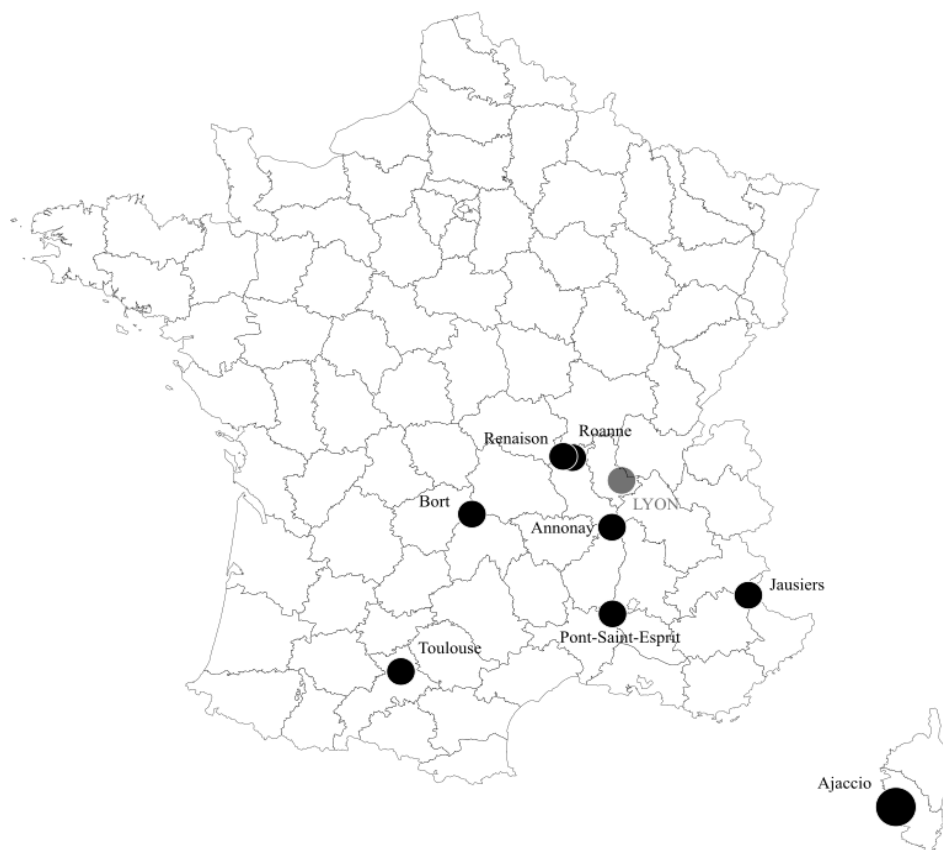 Roanne
Renaison
Bort
LYON
Annonay
Jausiers
Pont-Saint-Esprit
Toulouse
Ajaccio